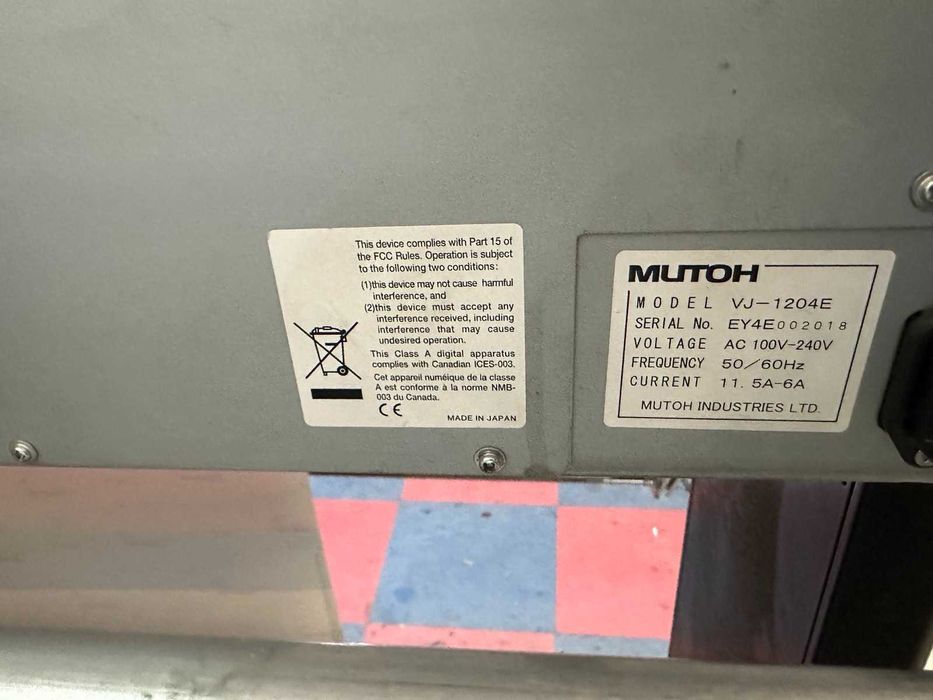 This device complies with Part 15 of
the FCC Rules. Operation is subject
to the following two conditions:
(1)this device may not cause harmful
interference, and
(2)this device must accept any
interference received, including
interference that may cause
undesired operation.
This Class A digital apparatus
complies with Canadian ICES-003.
Cet appareil numéique de la classe
A est conforme à la norme NMB-
003 du Canada.
CE
MADE IN JAPAN
MUTOH
MODEL VJ-1204E
SERIAL No. EY4E002018
VOLTAGE AC 100V-240V
FREQUENCY 50/60Hz
CURRENT 11. 5A-6A
MUTOH INDUSTRIES LTD.